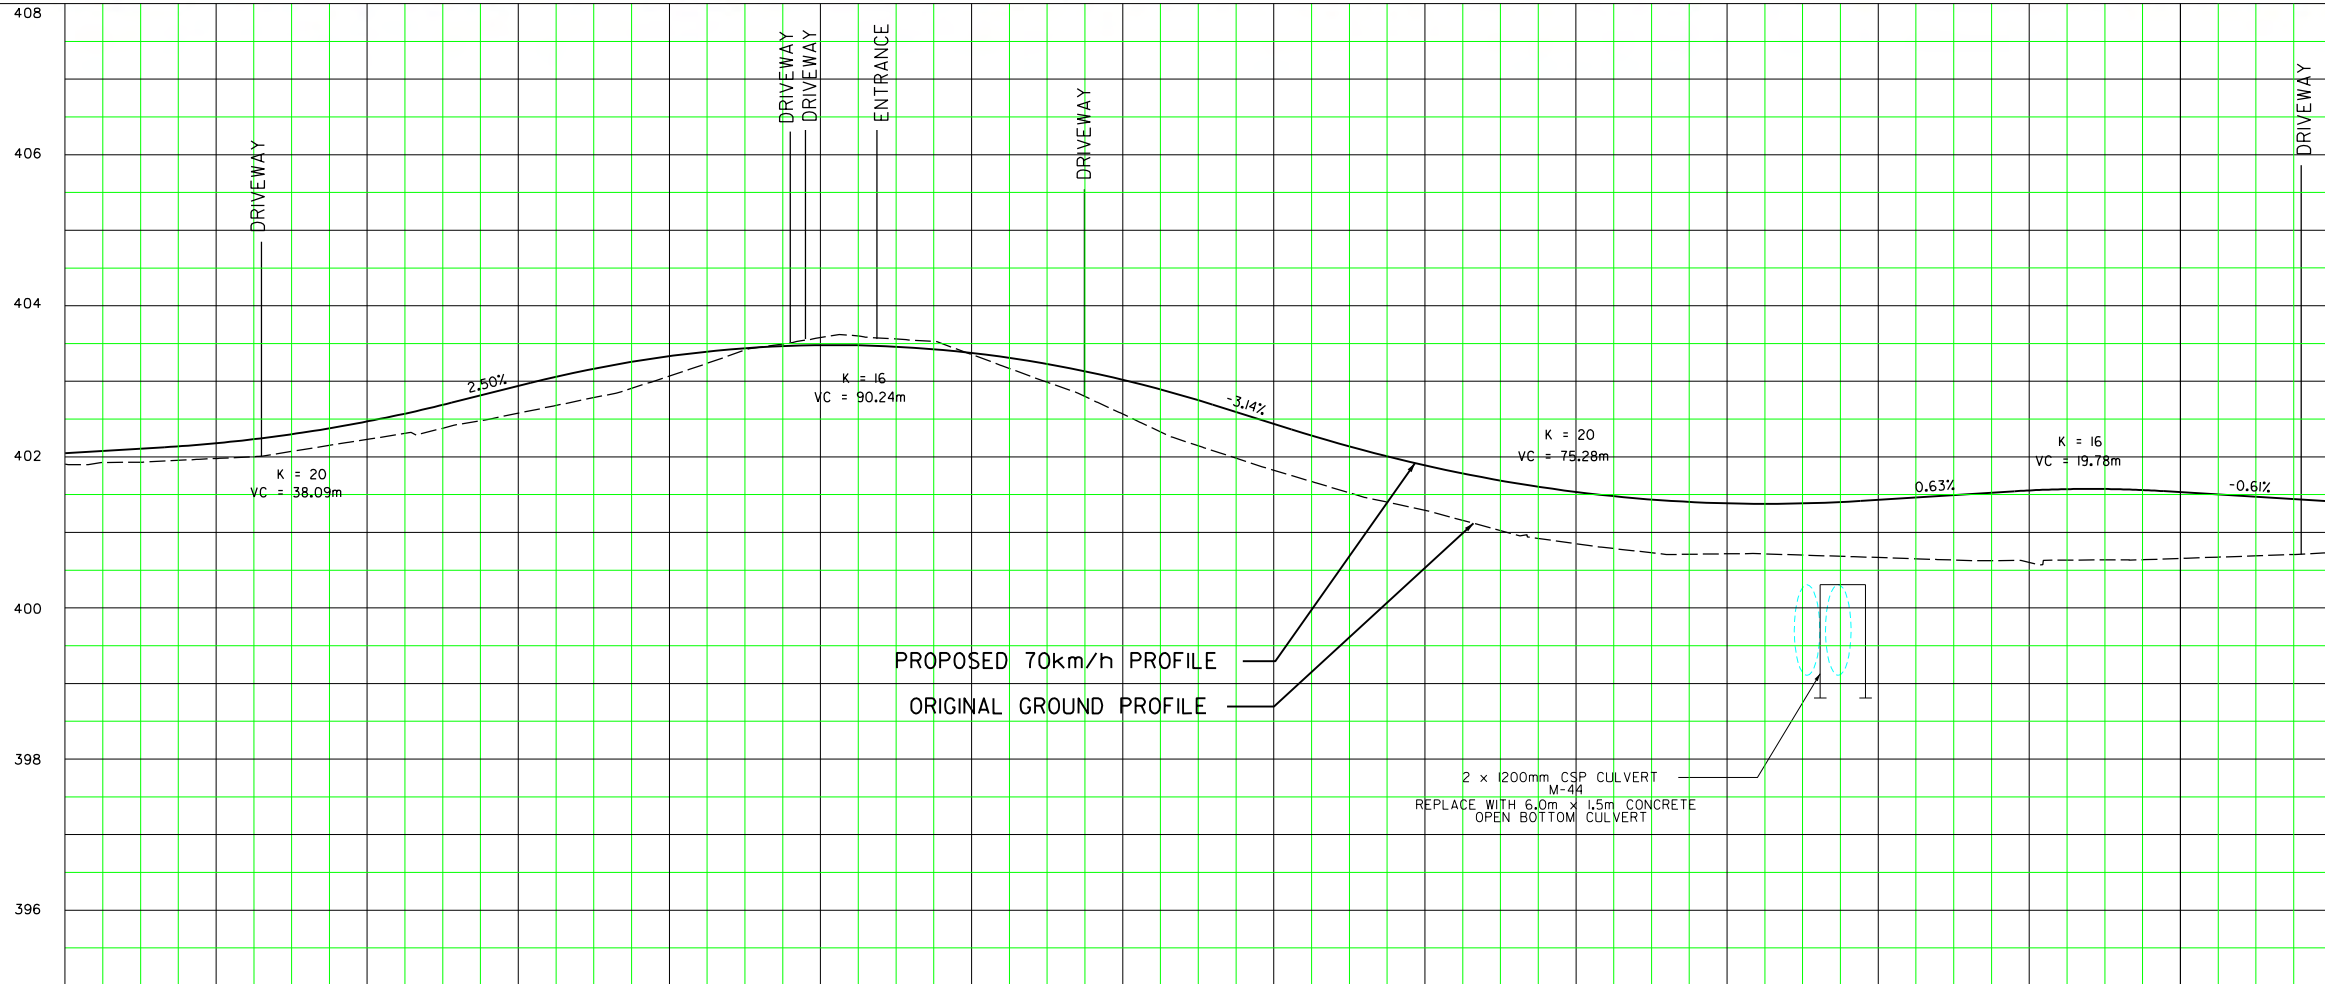 408
DRIVEWAY
DRIVEWAY
ENTRANCE
DRIVEWAY
DRIVEWAY
DRIVEWAY
406
404
2.50%
K = 16
VC = 90.24m
-3.14%
402
K = 20
VC = 38.09m
K = 20
VC = 75.28m
K = 16
VC = 19.78m
0.63%
-0.61%
400
PROPOSED 70km/h PROFILE
ORIGINAL GROUND PROFILE
398
2 x 1200mm CSP CULVERT
M-44
REPLACE WITH 6.0m x 1.5m CONCRETE
OPEN BOTTOM CULVERT
396